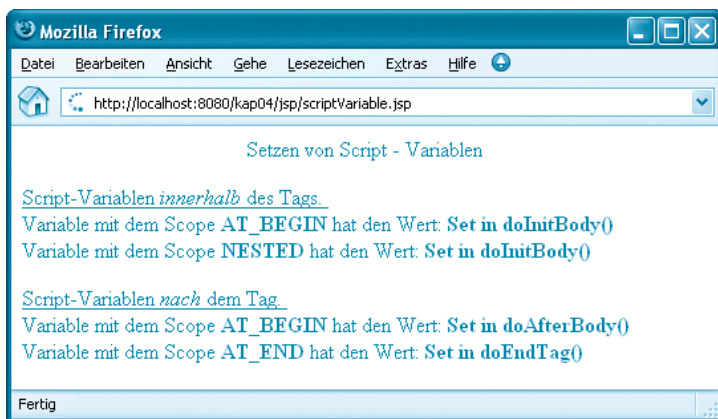 Mozilla Firefox
Datei Bearbeiten Ansicht Gehe Lesezeichen Extras Hilfe
http://localhost:8080/kap04/jsp/scriptVariable.jsp
Setzen von Script - Variablen
Script-Variablen innerhalb des Tags.
Variable mit dem Scope AT_BEGIN hat den Wert: Set in doInitBody()
Variable mit dem Scope NESTED hat den Wert: Set in doInitBody()
Script-Variablen nach dem Tag.
Variable mit dem Scope AT_BEGIN hat den Wert: Set in doAfterBody()
Variable mit dem Scope AT_END hat den Wert: Set in doEndTag()
Fertig